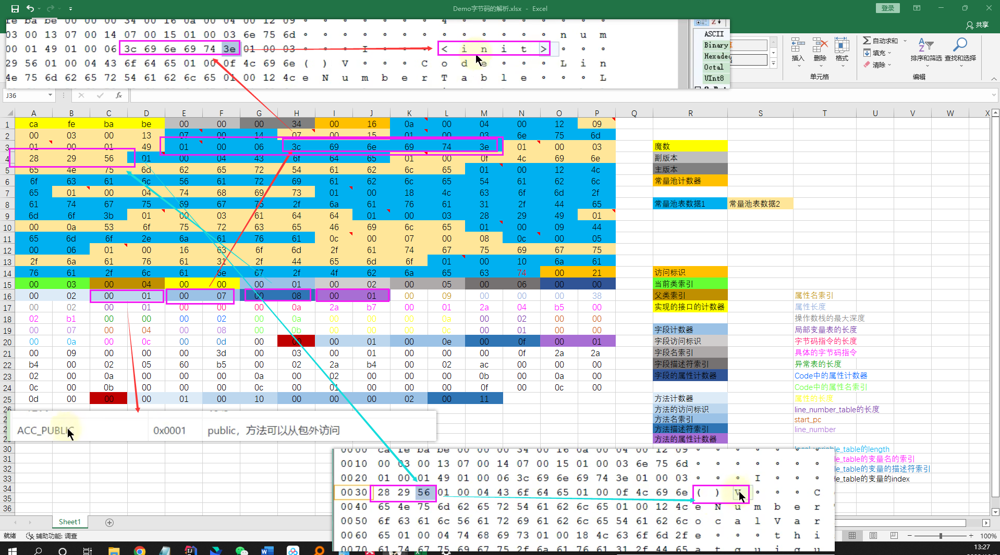 Demo字节码的解析.xlsx - Excel
登录
共享
fe ba be 00 00 00 34 00 16 0a 00 04 00 12 09 4
03 00 13 07 00 14 07 00 15 01 00 03 6e 75 6d n u m
00 01 49 01 00 06 3c 69 6e 69 74 3e 01 00 03 I < i n i t >
29 56 01 00 04 43 6f 64 65 01 00 0f 4c 69 6e ( ) V C o d e L i n
4e 75 6d 62 65 72 54 61 62 6c 65 01 00 12 4c e N u m b e r T a b l e L
ASCII
Binary
Hexadec
Octal
UInt8
插入 删除 格式
单元格
自动求和
填充
清除
排序和筛选 查找和选择
编辑
J36 fx
A B C D E F G H I J K L M N O P Q R S T U V W X
1 ca fe ba be 00 00 00 34 00 16 0a 00 04 00 12 09
2 00 03 00 13 07 00 14 07 00 15 01 00 03 6e 75 6d
3 01 00 01 49 01 00 06 3c 69 6e 69 74 3e 01 00 03 魔数
4 28 29 56 01 00 04 43 6f 64 65 01 00 0f 4c 69 6e 副版本
5 65 4e 75 6d 62 65 72 54 61 62 6c 65 01 00 12 4c 主版本
6 6f 63 61 6c 56 61 72 69 61 62 6c 65 54 61 62 6c 常量池计数器
7 65 01 00 04 74 68 69 73 01 00 18 4c 63 6f 6d 2f
8 61 74 67 75 69 67 75 2f 6a 61 76 61 31 2f 44 65 常量池表数据1 常量池表数据2
9 6d 6f 3b 01 00 03 61 64 64 01 00 03 28 29 49 01
10 00 0a 53 6f 75 72 63 65 46 69 6c 65 01 00 09 44
11 65 6d 6f 2e 6a 61 76 61 0c 00 07 00 08 0c 00 05
12 00 06 01 00 16 63 6f 6d 2f 61 74 67 75 69 67 75
13 2f 6a 61 76 61 31 2f 44 65 6d 6f 01 00 10 6a 61
14 76 61 2f 6c 61 6e 67 2f 4f 62 6a 65 63 74 00 21 访问标识
15 00 03 00 04 00 00 00 01 00 02 00 05 00 06 00 00 当前类索引
16 00 02 00 01 00 07 00 08 00 01 00 09 00 00 00 38 父类索引 属性名索引
17 00 02 00 01 00 00 00 0a 2a b7 00 01 2a 04 b5 00 实现的接口的计数器 属性长度
18 02 b1 00 00 00 02 00 0a 00 00 00 0a 00 02 00 00 操作数栈的最大深度
19 00 07 00 04 00 08 00 0b 00 00 00 0c 00 01 00 00 字段计数器 局部变量表的长度
20 00 0a 00 0c 00 0d 00 00 00 01 00 0e 00 0f 00 01 字段访问标识 字节码指令的长度
21 00 09 00 00 00 3d 00 03 00 01 00 00 00 0f 2a 2a 字段名索引 具体的字节码指令
22 b4 00 02 05 60 b5 00 02 2a b4 00 02 ac 00 00 00 字段描述符索引 异常表的长度
23 02 00 0a 00 00 00 0a 00 02 00 00 00 0b 00 0a 00 字段的属性计数器 Code中的属性计数器
24 0c 00 0b 00 00 00 0c 00 01 00 00 00 0f 00 0c 00 Code中的属性名索引
25 0d 00 00 00 01 00 10 00 00 00 02 00 11 方法计数器 属性的长度
方法的访问标识 line_number_table的长度
方法名索引 start_pc
方法描述符索引 line_number
方法的属性计数器
ACC_PUBLIC 0x0001 public，方法可以从包外访问
30
31
32
33
34
35
36
e_table的length
le_table的变量名的索引
le_table的变量的描述符索引
le_table的变量的index
0000 ca fe ba be 00 00 00 34 00 16 0a 00 04 00 12 09
0010 00 03 00 13 07 00 14 07 00 15 01 00 03 6e 75 6d
0020 01 00 01 49 01 00 06 3c 69 6e 69 74 3e 01 00 03 I
0030 28 29 56 01 00 04 43 6f 64 65 01 00 0f 4c 69 6e ( ) V C
0040 65 4e 75 6d 62 65 72 54 61 62 6c 65 01 00 12 4c e N u m b e r
0050 6f 63 61 6c 56 61 72 69 61 62 6c 65 54 61 62 6c o c a l V a r
0060 65 01 00 04 74 68 69 73 01 00 18 4c 63 6f 6d 2f e t h i
0070 61 74 67 75 69 67 75 2f 6a 61 76 61 31 2f 44 65 a t g u i g u
Sheet1
就绪 辅助功能: 调查
100%
13:27